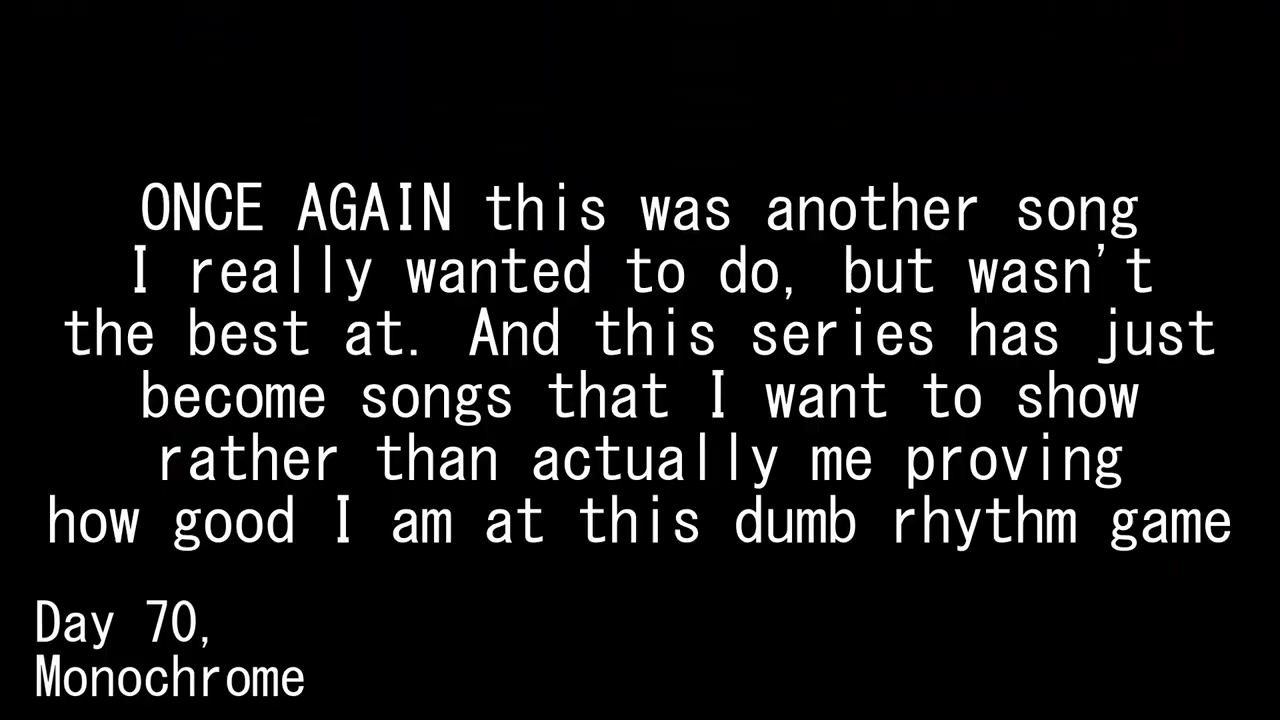 ONCE AGAIN this was another song
I really wanted to do, but wasn't
the best at. And this series has just
become songs that I want to show
rather than actually me proving
how good I am at this dumb rhythm game
Day 70,
Monochrome